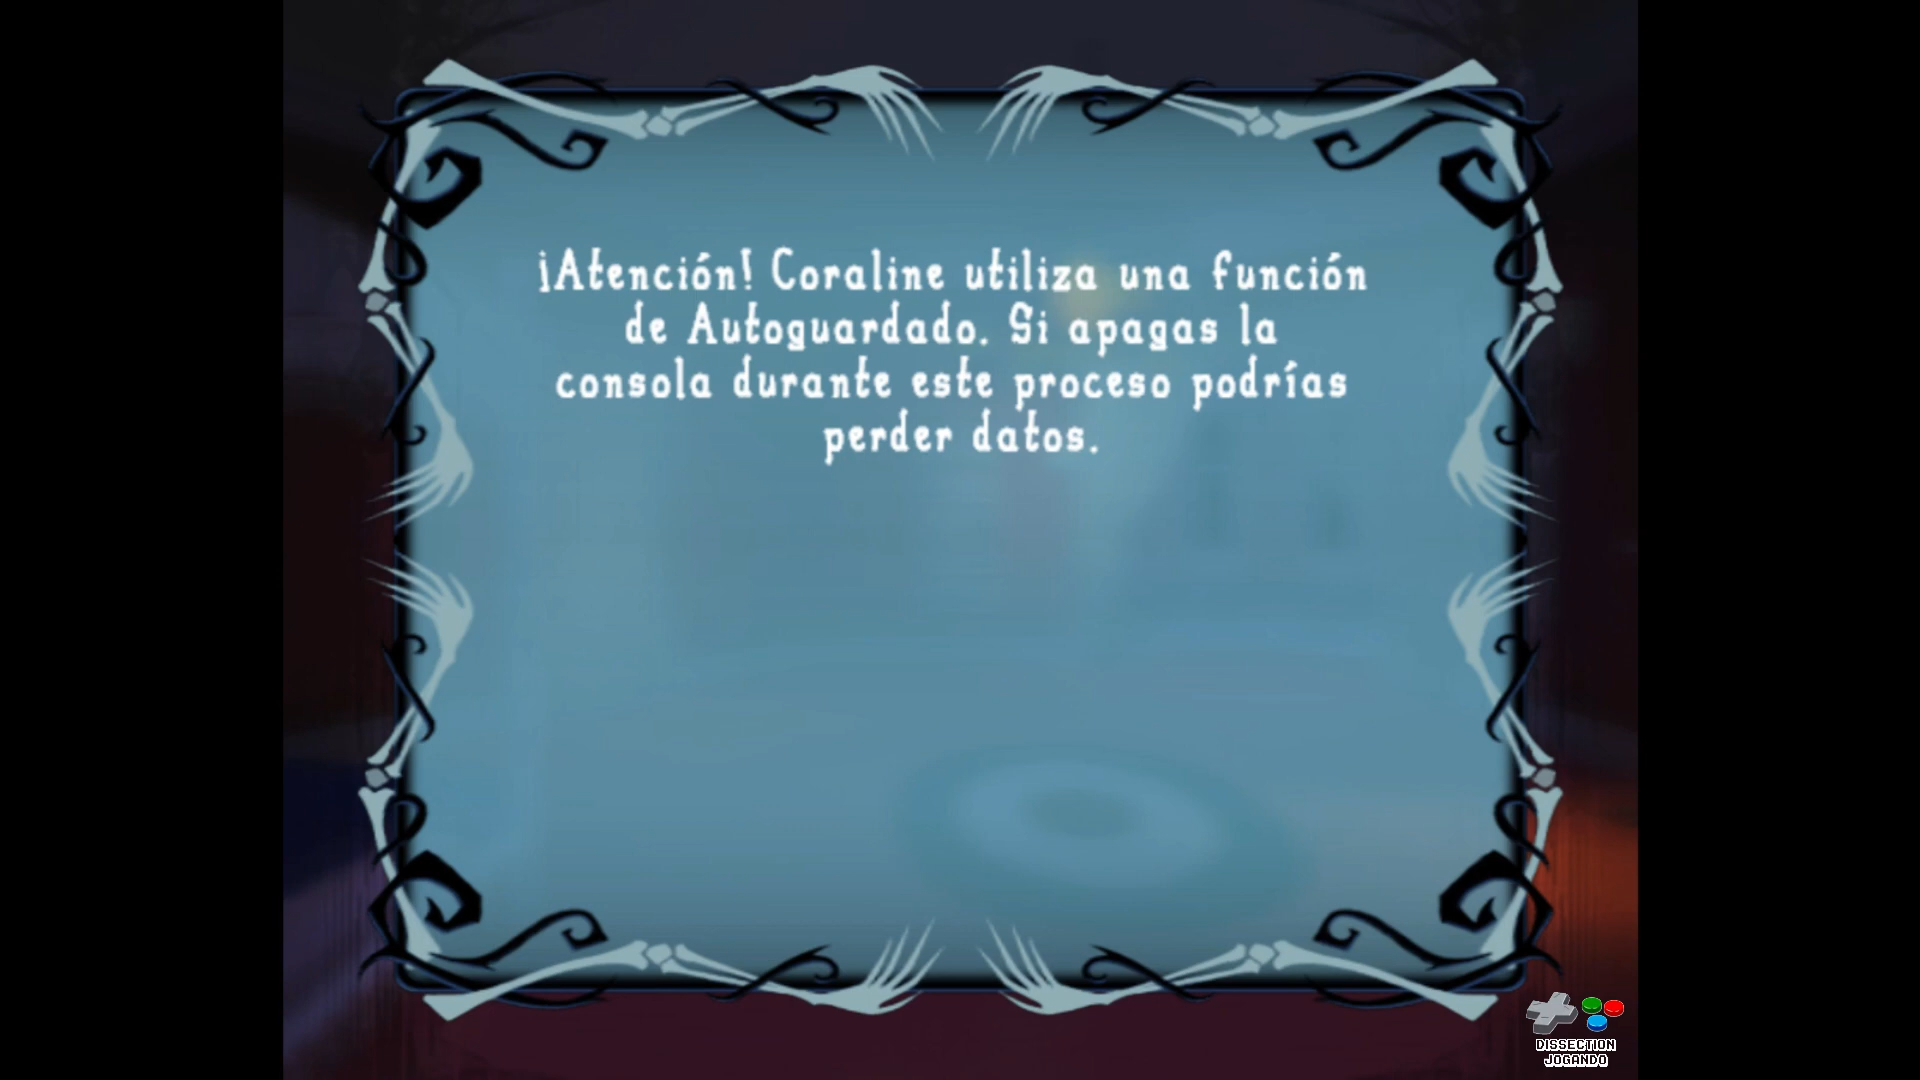 ¡Atención! Coraline utiliza una función
de Autoguardado. Si apagas la
consola durante este proceso podrías
perder datos.
DISSECTION
JOGANDO